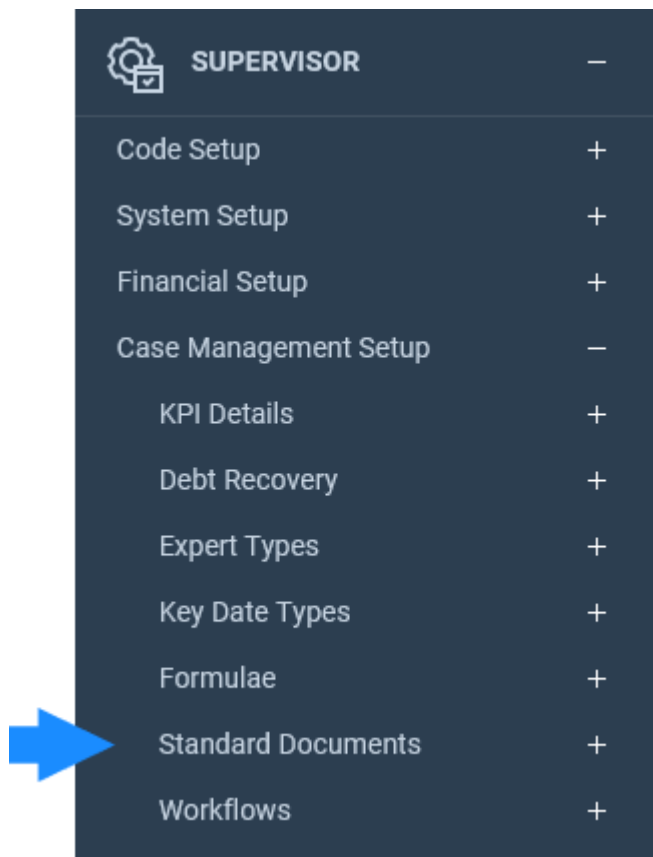 SUPERVISOR −
Code Setup +
System Setup +
Financial Setup +
Case Management Setup −
KPI Details +
Debt Recovery +
Expert Types +
Key Date Types +
Formulae +
Standard Documents +
Workflows +